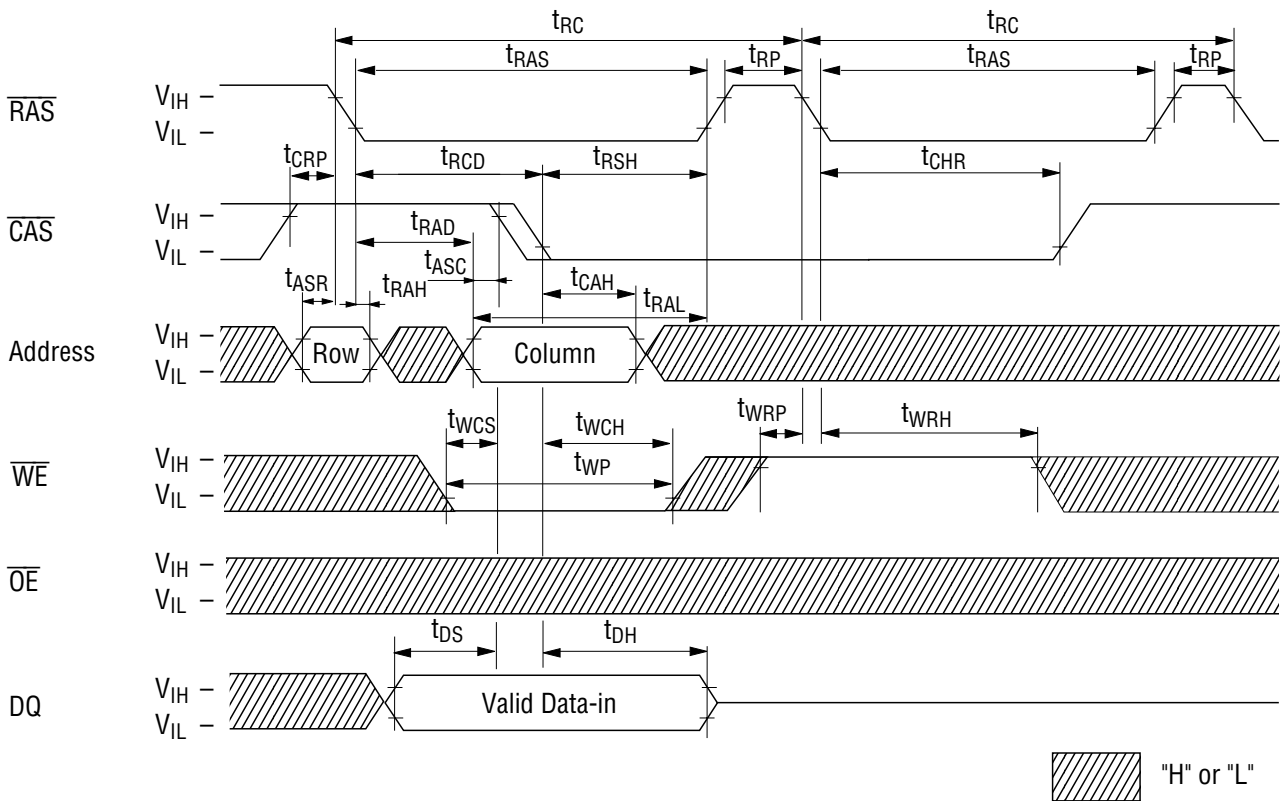 tRC tRC
tRAS tRP tRAS tRP
RAS VIH –
VIL –
tCRP tRCD tRSH tCHR
CAS VIH –
VIL –
tRAD
tASC
tASR tRAH tCAH
tRAL
Address VIH –
VIL –
Row Column
tWCS tWCH tWRP tWRH
tWP
WE VIH –
VIL –
OE VIH –
VIL –
tDS tDH
DQ VIH –
VIL –
Valid Data-in
"H" or "L"